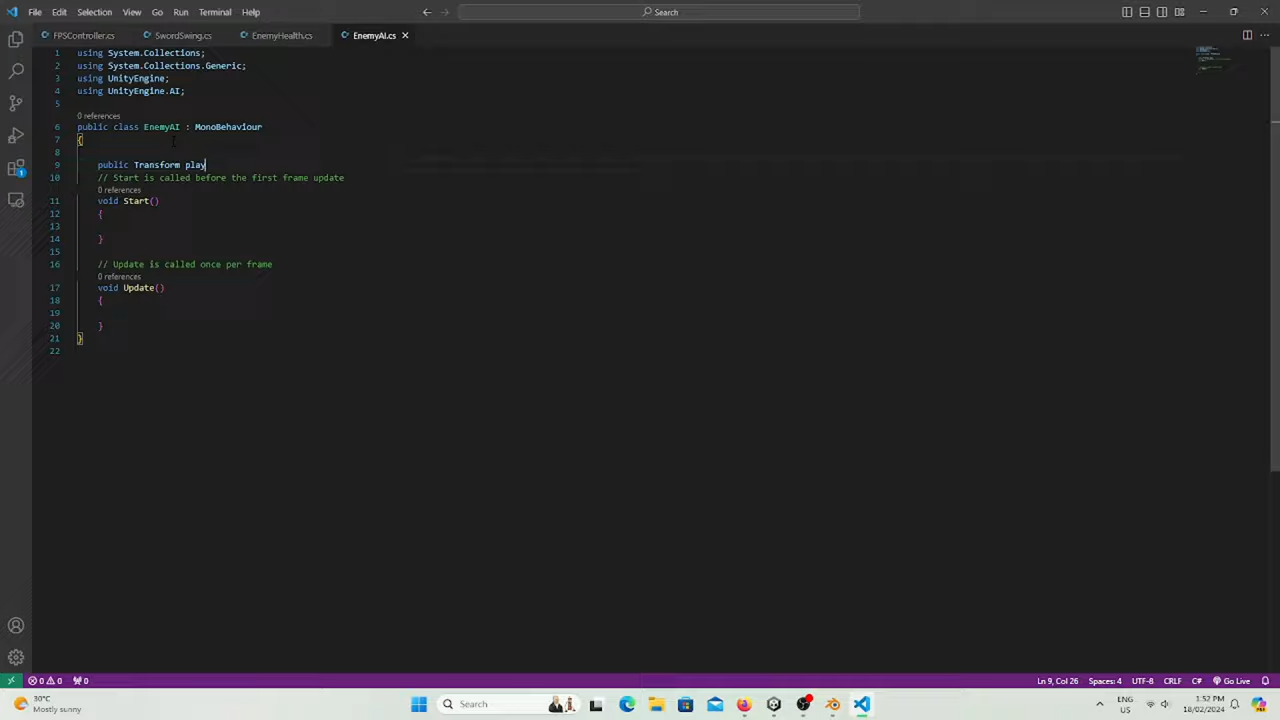 File Edit Selection View Go Run Terminal Help
Search
FPSController.cs SwordSwing.cs EnemyHealth.cs EnemyAI.cs
1 using System.Collections;
2 using System.Collections.Generic;
3 using UnityEngine;
4 using UnityEngine.AI;
5
0 references
6 public class EnemyAI : MonoBehaviour
7 {
8
9 public Transform play
10 // Start is called before the first frame update
0 references
11 void Start()
12 {
13
14 }
15
16 // Update is called once per frame
0 references
17 void Update()
18 {
19
20 }
21 }
22
1
0 0 0 Ln 9, Col 26 Spaces: 4 UTF-8 CRLF C# Go Live
30°C
Mostly sunny
Search
ENG
US
1:52 PM
18/02/2024